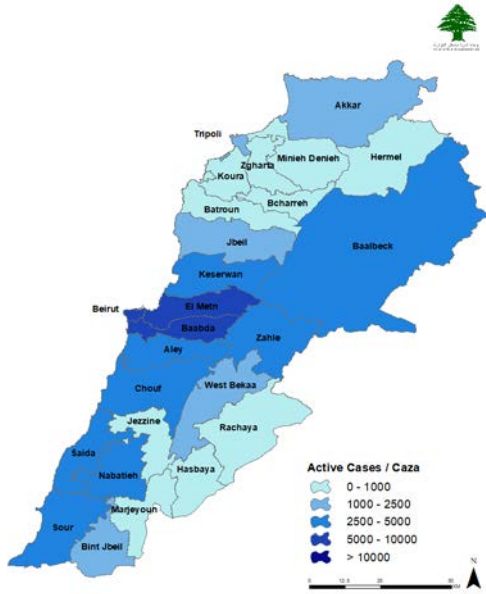 Akkar
Tripoli
Zgharta
Minieh Denieh
Hermel
Koura
Bcharreh
Batroun
Jbeil
Baalbeck
Keserwan
Beirut
El Metn
Baabda
Zahle
Aley
West Bekaa
Chouf
Jezzine
Rachaya
Saida
Nabatieh
Hasbaya
Marjeyoun
Sour
Bint Jbeil
Active Cases / Caza
0 - 1000
1000 - 2500
2500 - 5000
5000 - 10000
> 10000
N